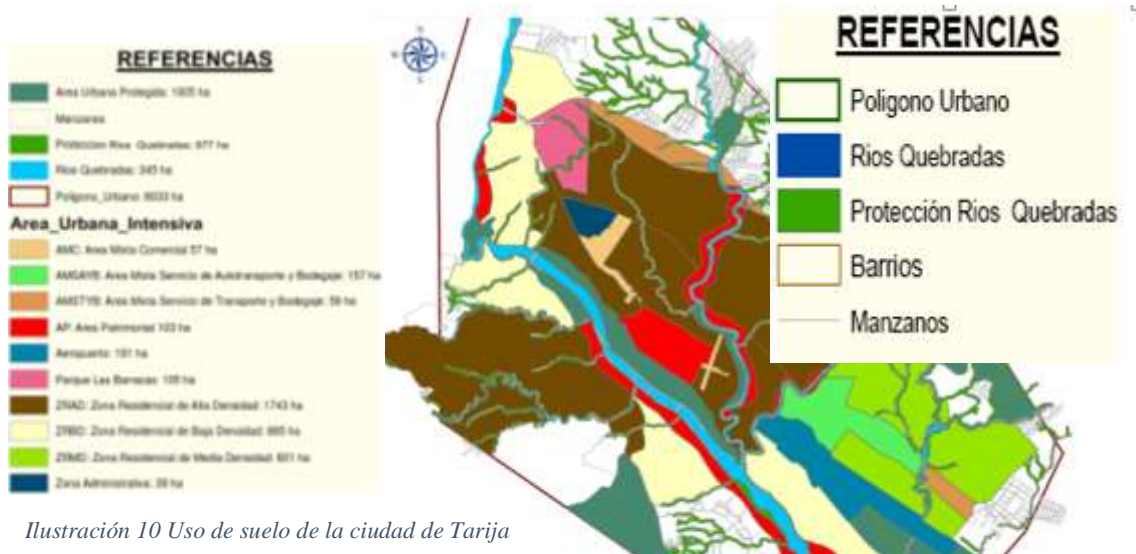 REFERENCIAS
Area Urbana Protegida: 1805 ha
Manzanas
Proteccion Rios Quebradas: 977 ha
Rios Quebradas: 345 ha
Poligono_Urbano: 6033 ha
Area_Urbana_Intensiva
AMC: Area Mixta Comercial 57 ha
AMSAYB: Area Mixta Servicio de Autotransporte y Bodegaje: 157 ha
AMSTYB: Area Mixta Servicio de Transporte y Bodegaje: 59 ha
AP: Area Patrimonial 103 ha
Aeropuerto: 191 ha
Parque Las Barrancas: 105 ha
ZRAD: Zona Residencial de Alta Densidad: 1743 ha
ZRBD: Zona Residencial de Baja Densidad: 885 ha
ZRMD: Zona Residencial de Media Densidad: 601 ha
Zona Administrativa: 39 ha
REFERENCIAS
Poligono Urbano
Rios Quebradas
Protección Rios Quebradas
Barrios
Manzanos
Ilustración 10 Uso de suelo de la ciudad de Tarija